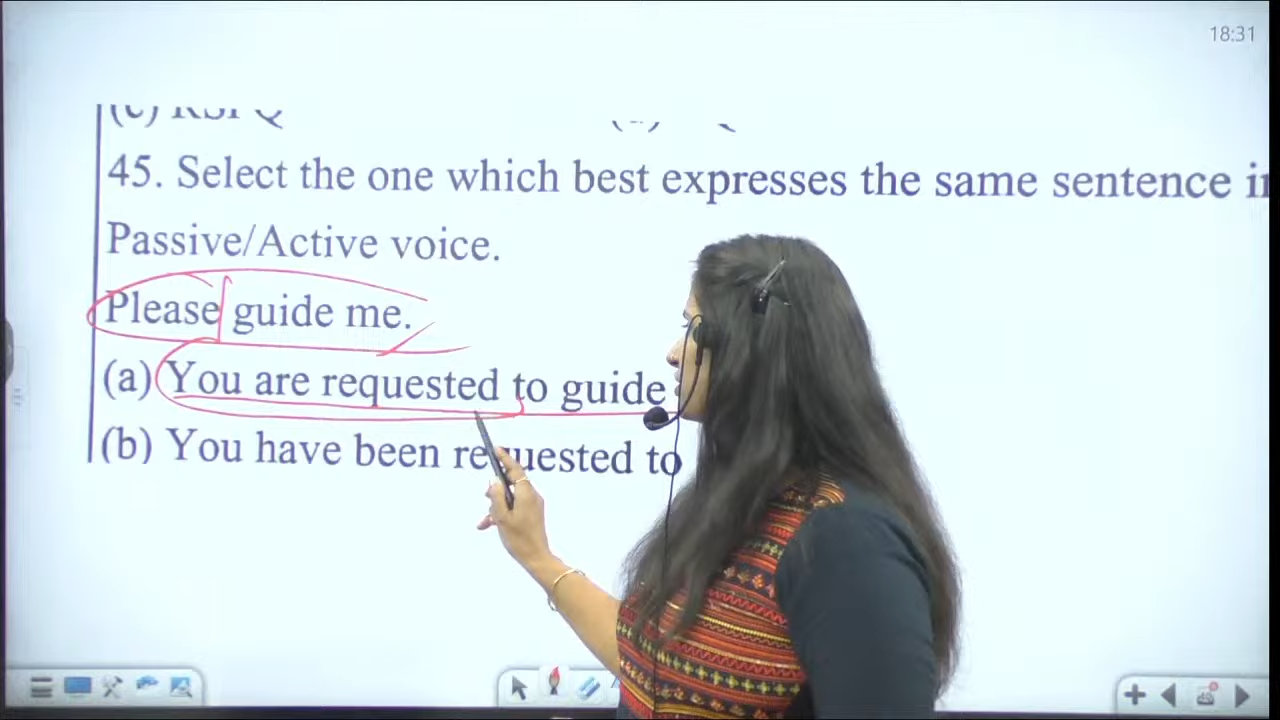 18:31
45. Select the one which best expresses the same sentence
Passive/Active voice.
Please guide me.
(a) You are requested to guide
(b) You have been requested to